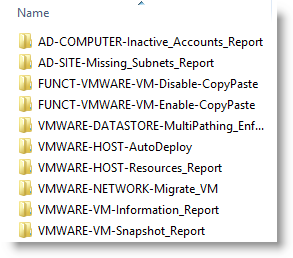 Name
AD-COMPUTER-Inactive_Accounts_Report
AD-SITE-Missing_Subnets_Report
FUNCT-VMWARE-VM-Disable-CopyPaste
FUNCT-VMWARE-VM-Enable-CopyPaste
VMWARE-DATASTORE-MultiPathing_Enf...
VMWARE-HOST-AutoDeploy
VMWARE-HOST-Resources_Report
VMWARE-NETWORK-Migrate_VM
VMWARE-VM-Information_Report
VMWARE-VM-Snapshot_Report